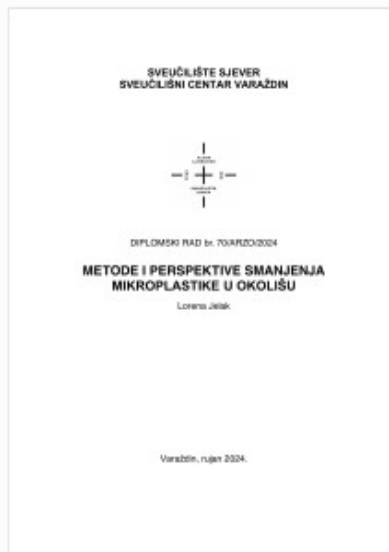 SVEUČILIŠTE SJEVER
SVEUČILIŠNI CENTAR VARAŽDIN
DIPLOMSKI RAD br. 70/ARZO/2024
METODE I PERSPEKTIVE SMANJENJA
MIKROPLASTIKE U OKOLIŠU
Lorena Jelak
Varaždin, rujan 2024.